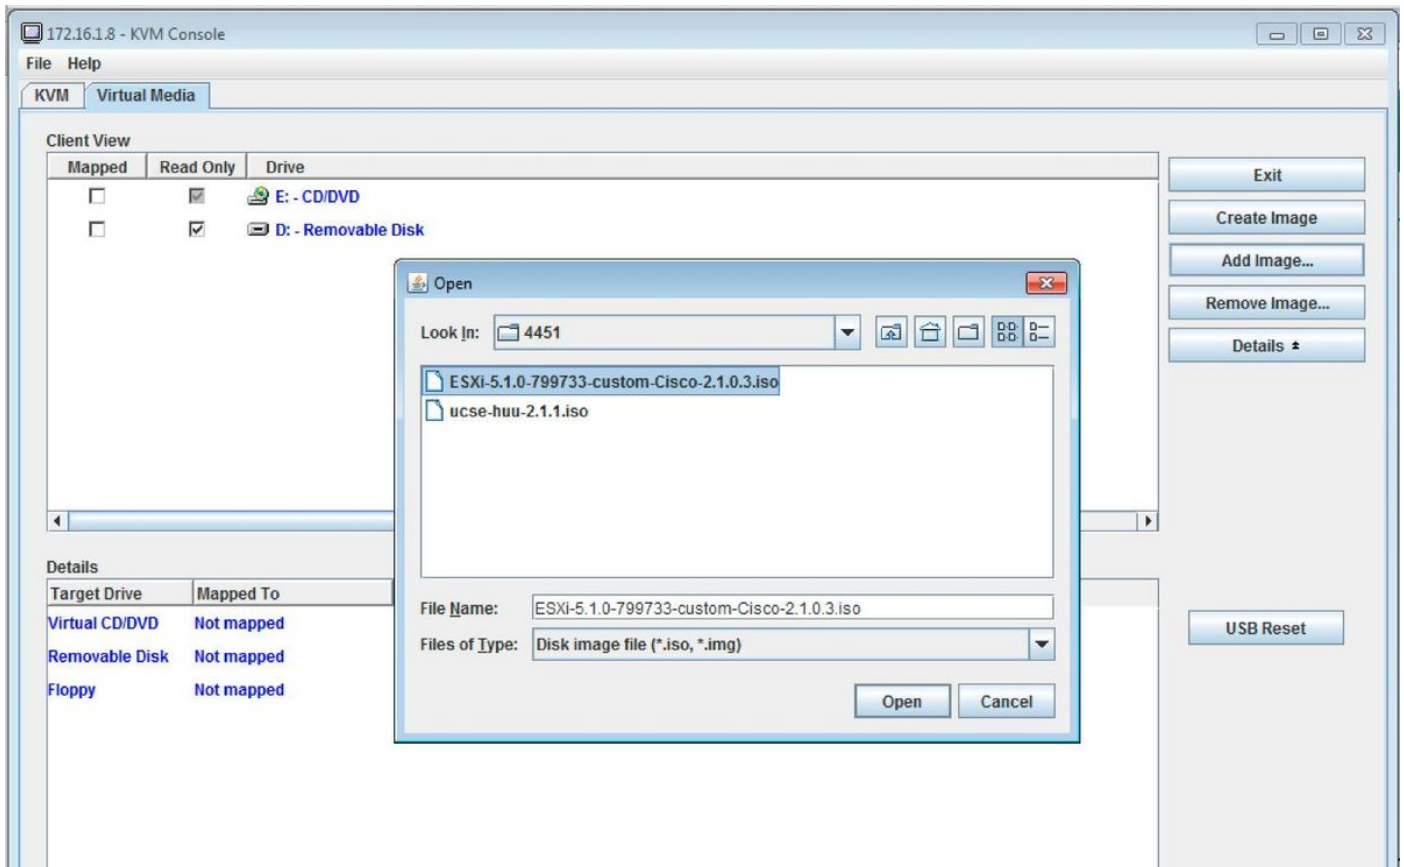 172.16.1.8 - KVM Console
File Help
KVM Virtual Media
Client View
Mapped Read Only Drive
E: - CD/DVD
D: - Removable Disk
Exit
Create Image
Add Image...
Remove Image...
Details
Open
Look In: 4451
ESXi-5.1.0-799733-custom-Cisco-2.1.0.3.iso
ucse-huu-2.1.1.iso
File Name: ESXi-5.1.0-799733-custom-Cisco-2.1.0.3.iso
Files of Type: Disk image file (*.iso, *.img)
Open Cancel
Details
Target Drive Mapped To
Virtual CD/DVD Not mapped
Removable Disk Not mapped
Floppy Not mapped
USB Reset